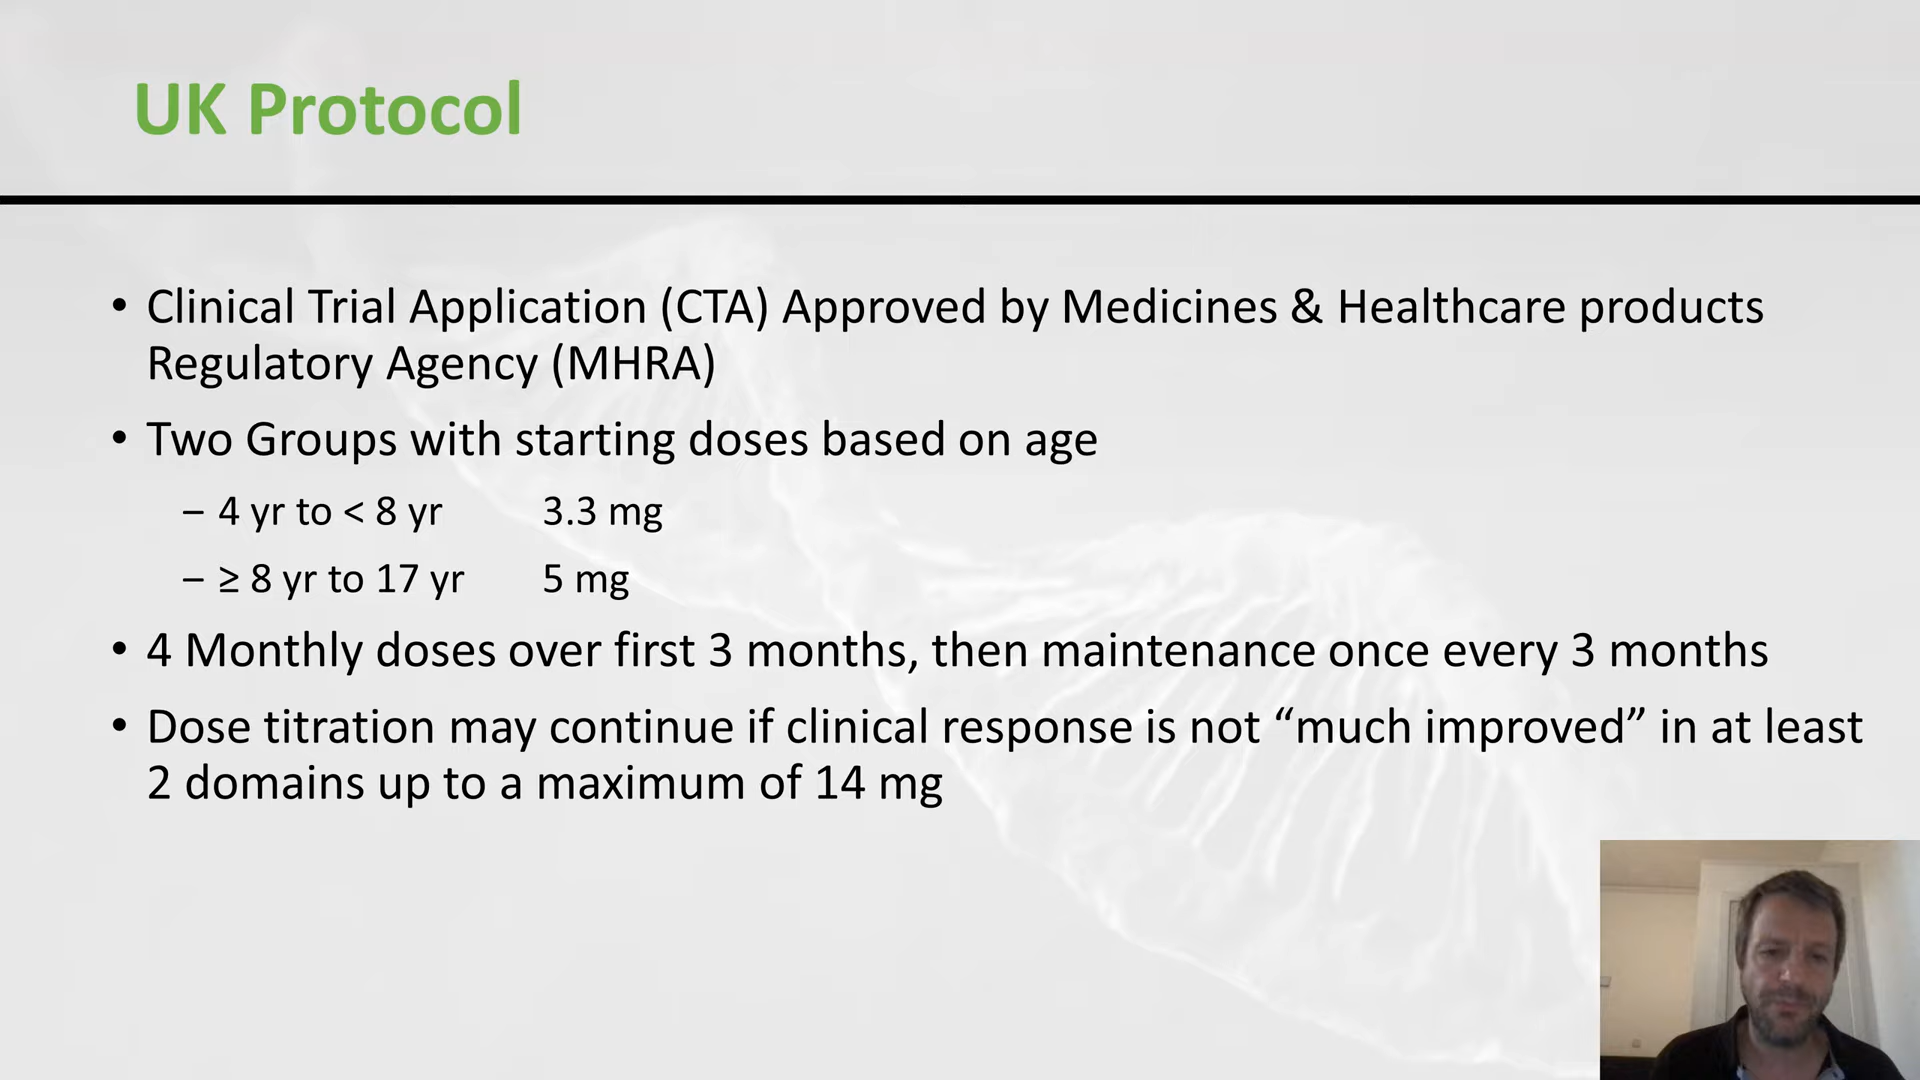 UK Protocol
• Clinical Trial Application (CTA) Approved by Medicines & Healthcare products
Regulatory Agency (MHRA)
• Two Groups with starting doses based on age
– 4 yr to < 8 yr 3.3 mg
– ≥ 8 yr to 17 yr 5 mg
• 4 Monthly doses over first 3 months, then maintenance once every 3 months
• Dose titration may continue if clinical response is not “much improved” in at least
2 domains up to a maximum of 14 mg